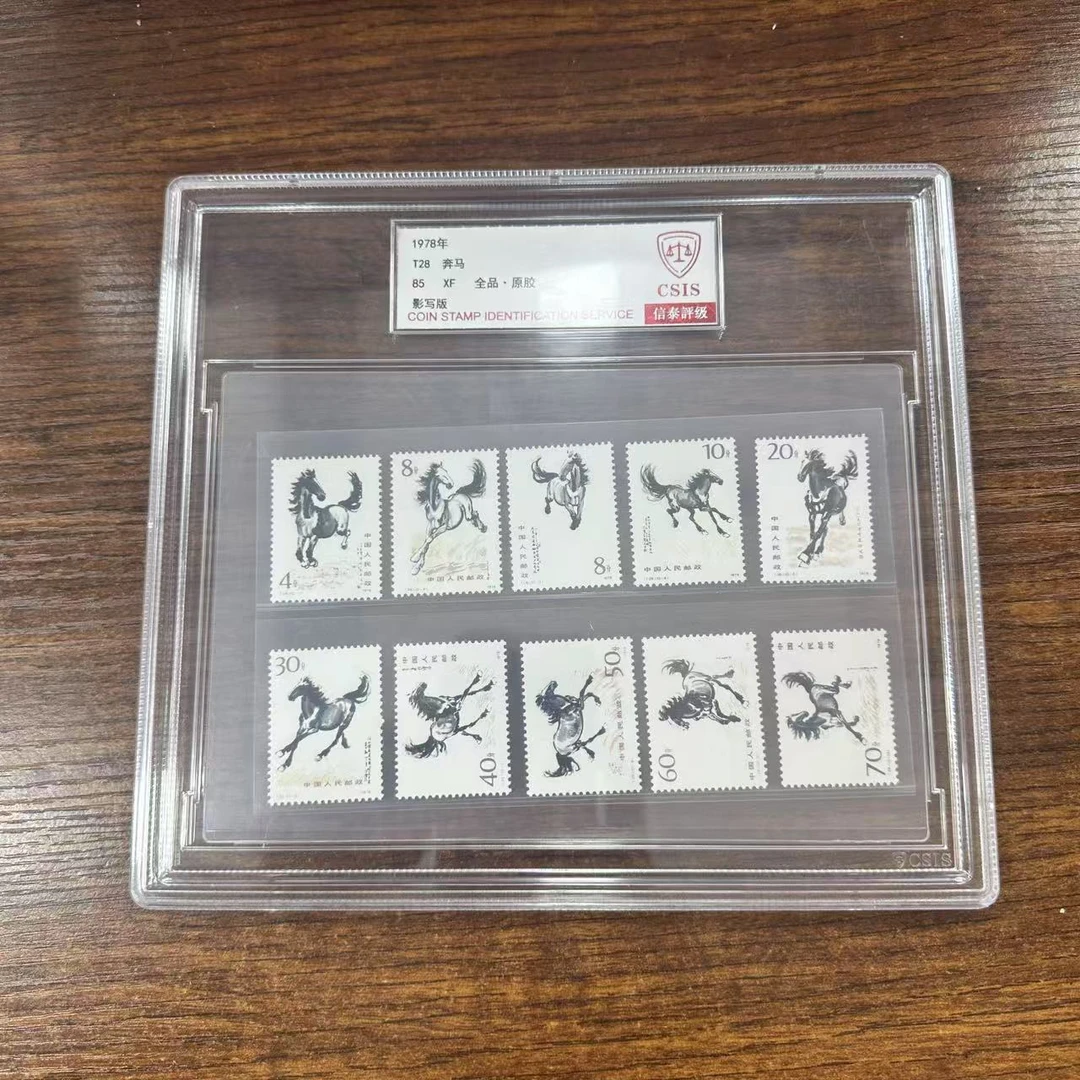 1978年
T28 奔马
85 XF 全品·原胶
影写版
COIN STAMP IDENTIFICATION SERVICE
CSIS
信泰評级
4分
中国人民邮政
8分
中国人民邮政
8分
中国人民邮政
10分
中国人民邮政
20分
中国人民邮政
30分
中国人民邮政
40分
中国人民邮政
50分
中国人民邮政
60分
中国人民邮政
70分
中国人民邮政
CSIS